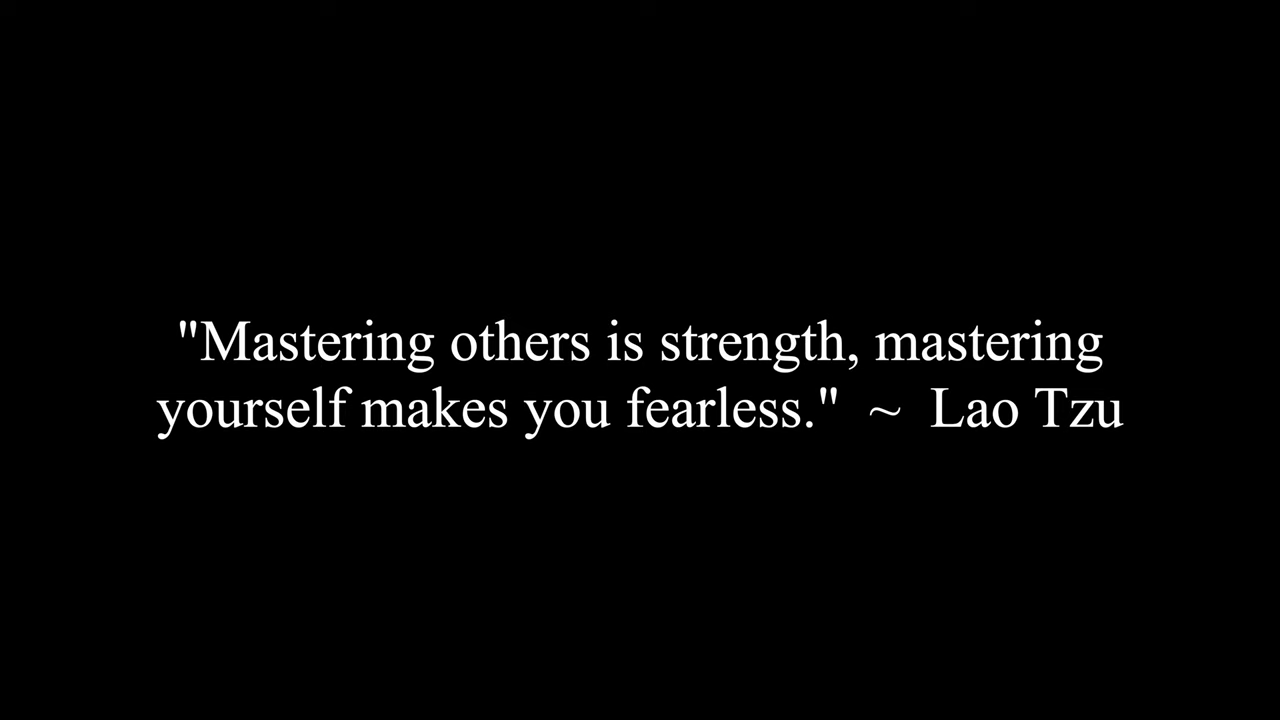 "Mastering others is strength, mastering
yourself makes you fearless."  ~  Lao Tzu